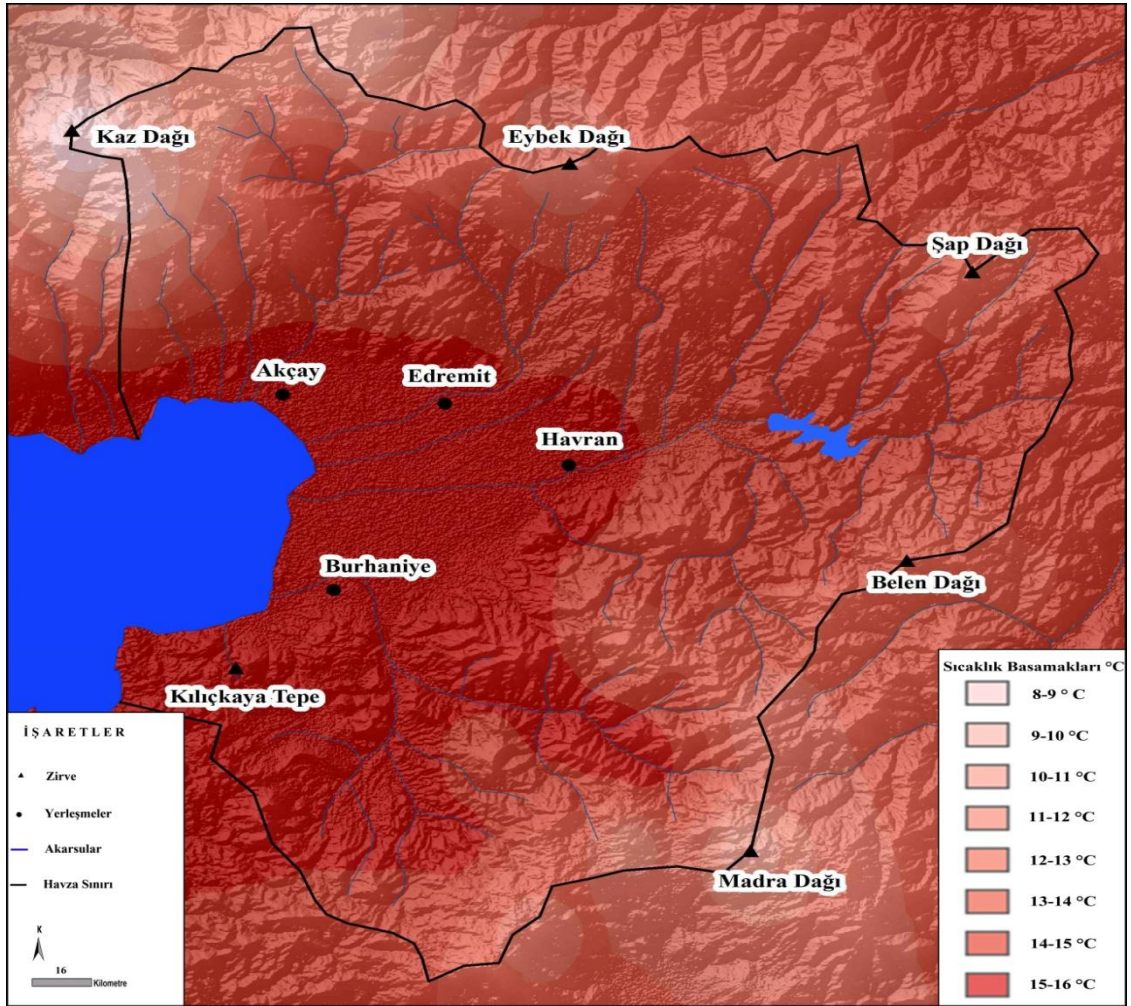 Kaz Dağı
Eybek Dağı
Şap Dağı
Akçay
Edremit
Havran
Burhaniye
Belen Dağı
Kılıçkaya Tepe
Madra Dağı
İŞARETLER
Zirve
Yerleşmeler
Akarsular
Havza Sınırı
K
16
Kilometre
Sıcaklık Basamakları °C
8-9 ° C
9-10 °C
10-11 °C
11-12 °C
12-13 °C
13-14 °C
14-15 °C
15-16 °C